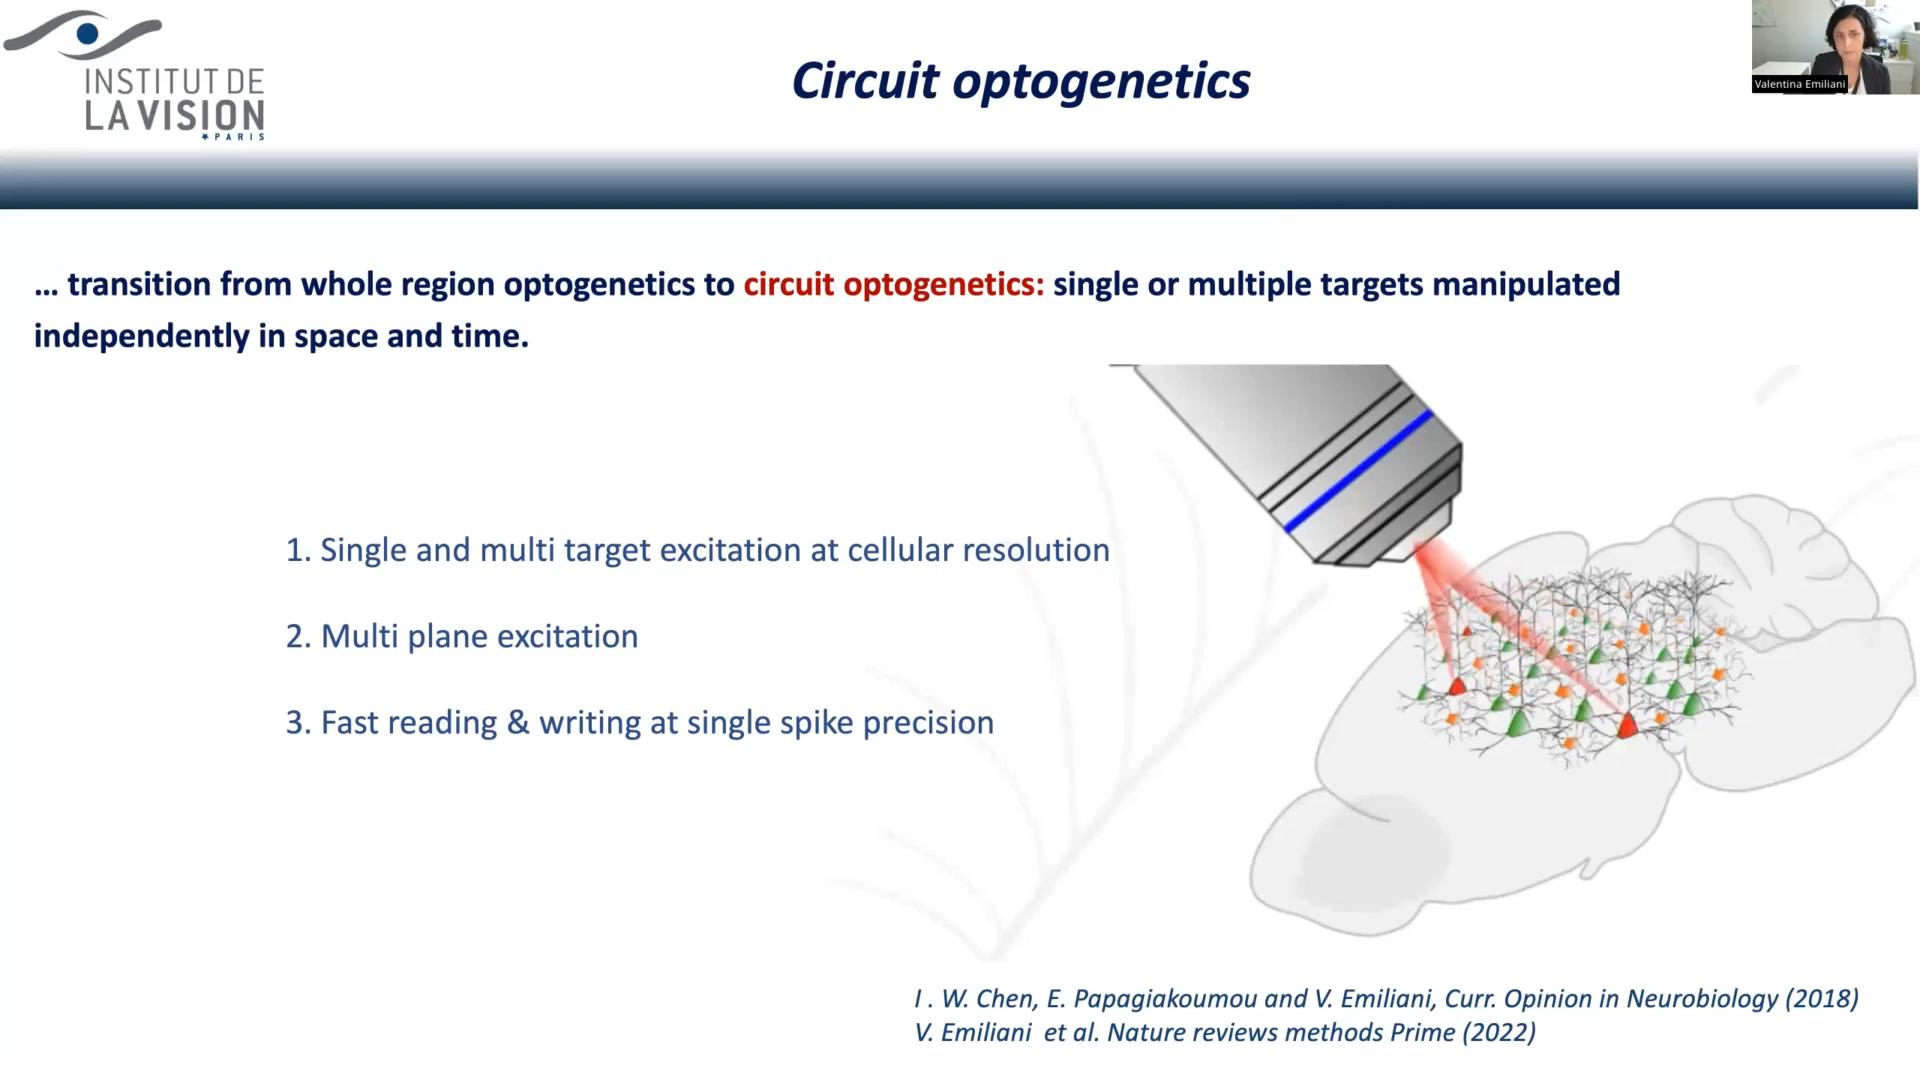 INSTITUT DE
LA VISION
PARIS
Circuit optogenetics
Valentina Emiliani
... transition from whole region optogenetics to circuit optogenetics: single or multiple targets manipulated
independently in space and time.
1. Single and multi target excitation at cellular resolution
2. Multi plane excitation
3. Fast reading & writing at single spike precision
I . W. Chen, E. Papagiakoumou and V. Emiliani, Curr. Opinion in Neurobiology (2018)
V. Emiliani et al. Nature reviews methods Prime (2022)